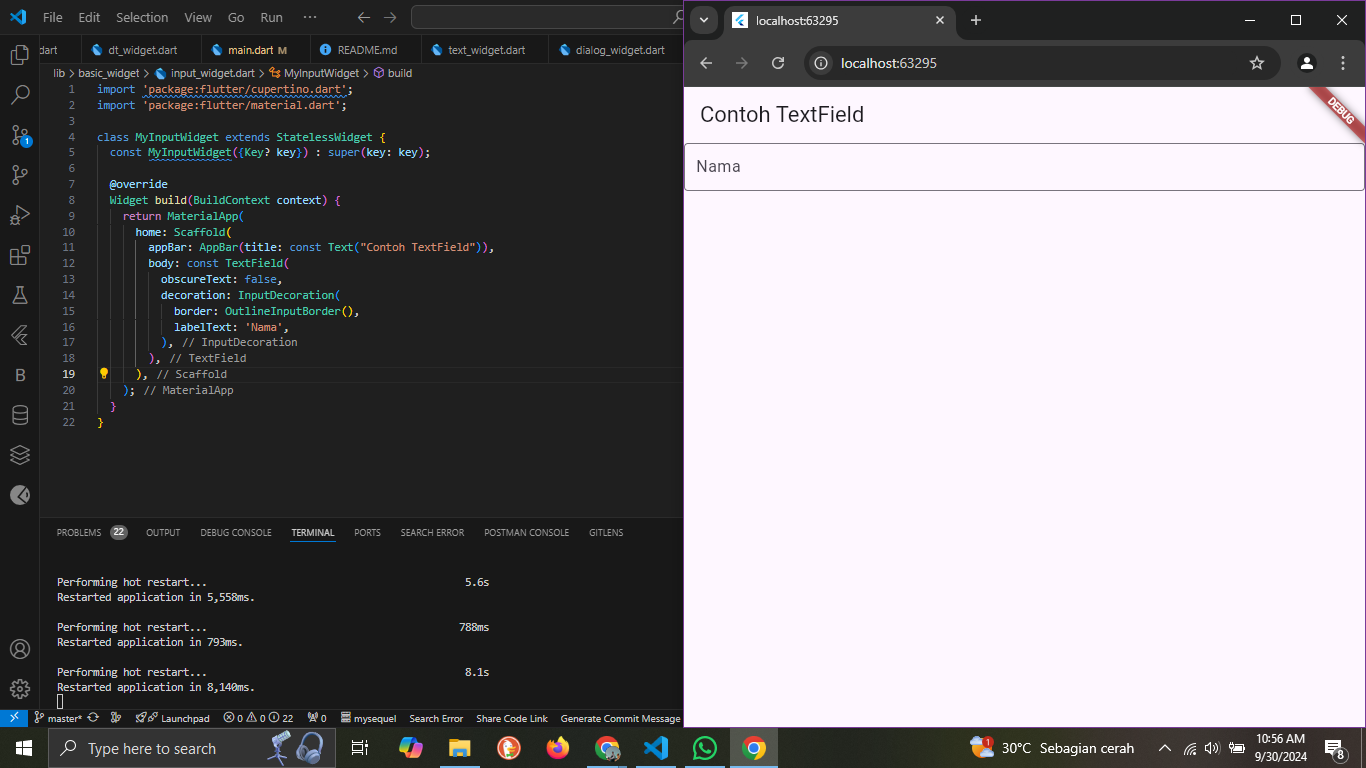 File Edit Selection View Go Run ···
dart dt_widget.dart main.dart M README.md text_widget.dart dialog_widget.dart
lib > basic_widget > input_widget.dart > MyInputWidget > build
1 import 'package:flutter/cupertino.dart';
2 import 'package:flutter/material.dart';
3
4 class MyInputWidget extends StatelessWidget {
5 const MyInputWidget({Key? key}) : super(key: key);
6
7 @override
8 Widget build(BuildContext context) {
9 return MaterialApp(
10 home: Scaffold(
11 appBar: AppBar(title: const Text("Contoh TextField")),
12 body: const TextField(
13 obscureText: false,
14 decoration: InputDecoration(
15 border: OutlineInputBorder(),
16 labelText: 'Nama',
17 ), // InputDecoration
18 ), // TextField
19 ), // Scaffold
20 ); // MaterialApp
21 }
22 }
PROBLEMS 22 OUTPUT DEBUG CONSOLE TERMINAL PORTS SEARCH ERROR POSTMAN CONSOLE GITLENS
Performing hot restart... 5.6s
Restarted application in 5,558ms.
Performing hot restart... 788ms
Restarted application in 793ms.
Performing hot restart... 8.1s
Restarted application in 8,140ms.
1
B
master* Launchpad 0 0 22 0 mysequel Search Error Share Code Link Generate Commit Message
localhost:63295
localhost:63295
Contoh TextField
DEBUG
Nama
Type here to search
1
30°C Sebagian cerah
10:56 AM
9/30/2024
8